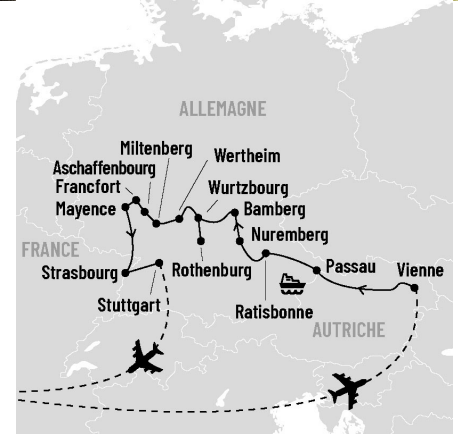 ALLEMAGNE
Miltenberg
Wertheim
Aschaffenbourg
Francfort
Wurtzbourg
Mayence
Bamberg
Nuremberg
FRANCE
Strasbourg
Rothenburg
Passau
Vienne
Stuttgart
Ratisbonne
AUTRICHE